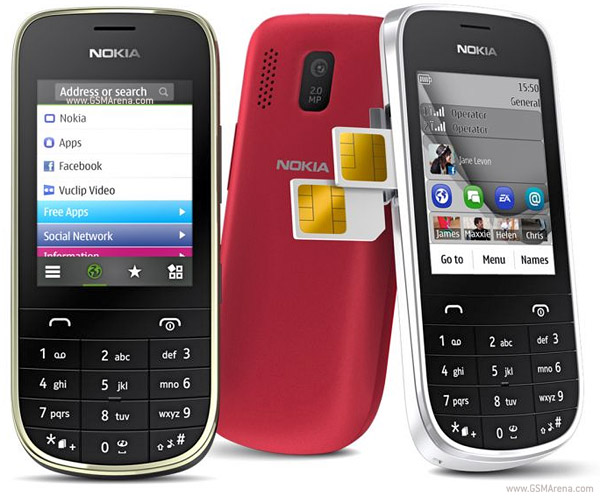 NOKIA
Address or search
www.GSMArena.com
Nokia
Apps
Facebook
Vuclip Video
Free Apps
Social Network
Information
1
2 abc
def 3
4 ghi
5 jkl
mno 6
7 pqrs
8 tuv
wxyz 9
* +
0
#
2.0
MP
NOKIA
NOKIA
15:50
General
1 Operator
2 Operator
Jane Levon
EA
@
James Maxxie Helen Chris
Go to Menu Names
1
2 abc
def 3
4 ghi
5 jkl
mno 6
7 pqrs
8 tuv
wxyz 9
* +
0
#
www.GSMArena.com